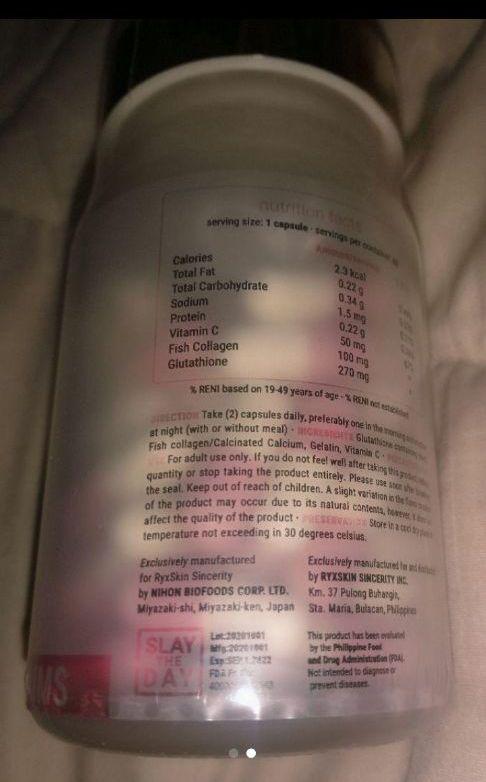 nutrition facts
serving size: 1 capsule · servings per container
Calories 2.3 kcal
Total Fat 0.22 g
Total Carbohydrate 0.34 g
Sodium 1.5 mg
Protein 0.22 g
Vitamin C 50 mg
Fish Collagen 100 mg
Glutathione 270 mg
% RENI based on 19-49 years of age · % RENI not established
DIRECTION Take (2) capsules daily, preferably one in the morning
at night (with or without meal) · INGREDIENTS Glutathione
Fish collagen/Calcinated Calcium, Gelatin, Vitamin C ·
For adult use only. If you do not feel well after taking this
quantity or stop taking the product entirely. Please use soon after
the seal. Keep out of reach of children. A slight variation in the
of the product may occur due to its natural contents, however,
affect the quality of the product · PRESERVATION Store in a cool dry
temperature not exceeding in 30 degrees celsius.
Exclusively manufactured
for RyxSkin Sincerity
by NIHON BIOFOODS CORP. LTD.
Miyazaki-shi, Miyazaki-ken, Japan
Exclusively manufactured for and
by RYXSKIN SINCERITY INC.
Km. 37 Pulong Buhangin,
Sta. Maria, Bulacan, Philippines
SLAY
THE
DAY
Lot:20201001
Mfg:20201001
This product has been evaluated
by the Philippine Food
and Drug Administration (FDA).
Not intended to diagnose or
prevent diseases.